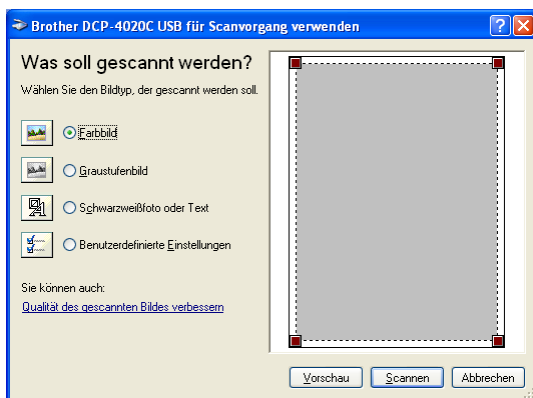 Brother DCP-4020C USB für Scanvorgang verwenden
Was soll gescannt werden?
Wählen Sie den Bildtyp, der gescannt werden soll.
Farbbild
Graustufenbild
Schwarzweißfoto oder Text
Benutzerdefinierte Einstellungen
Sie können auch:
Qualität des gescannten Bildes verbessern
Vorschau
Scannen
Abbrechen